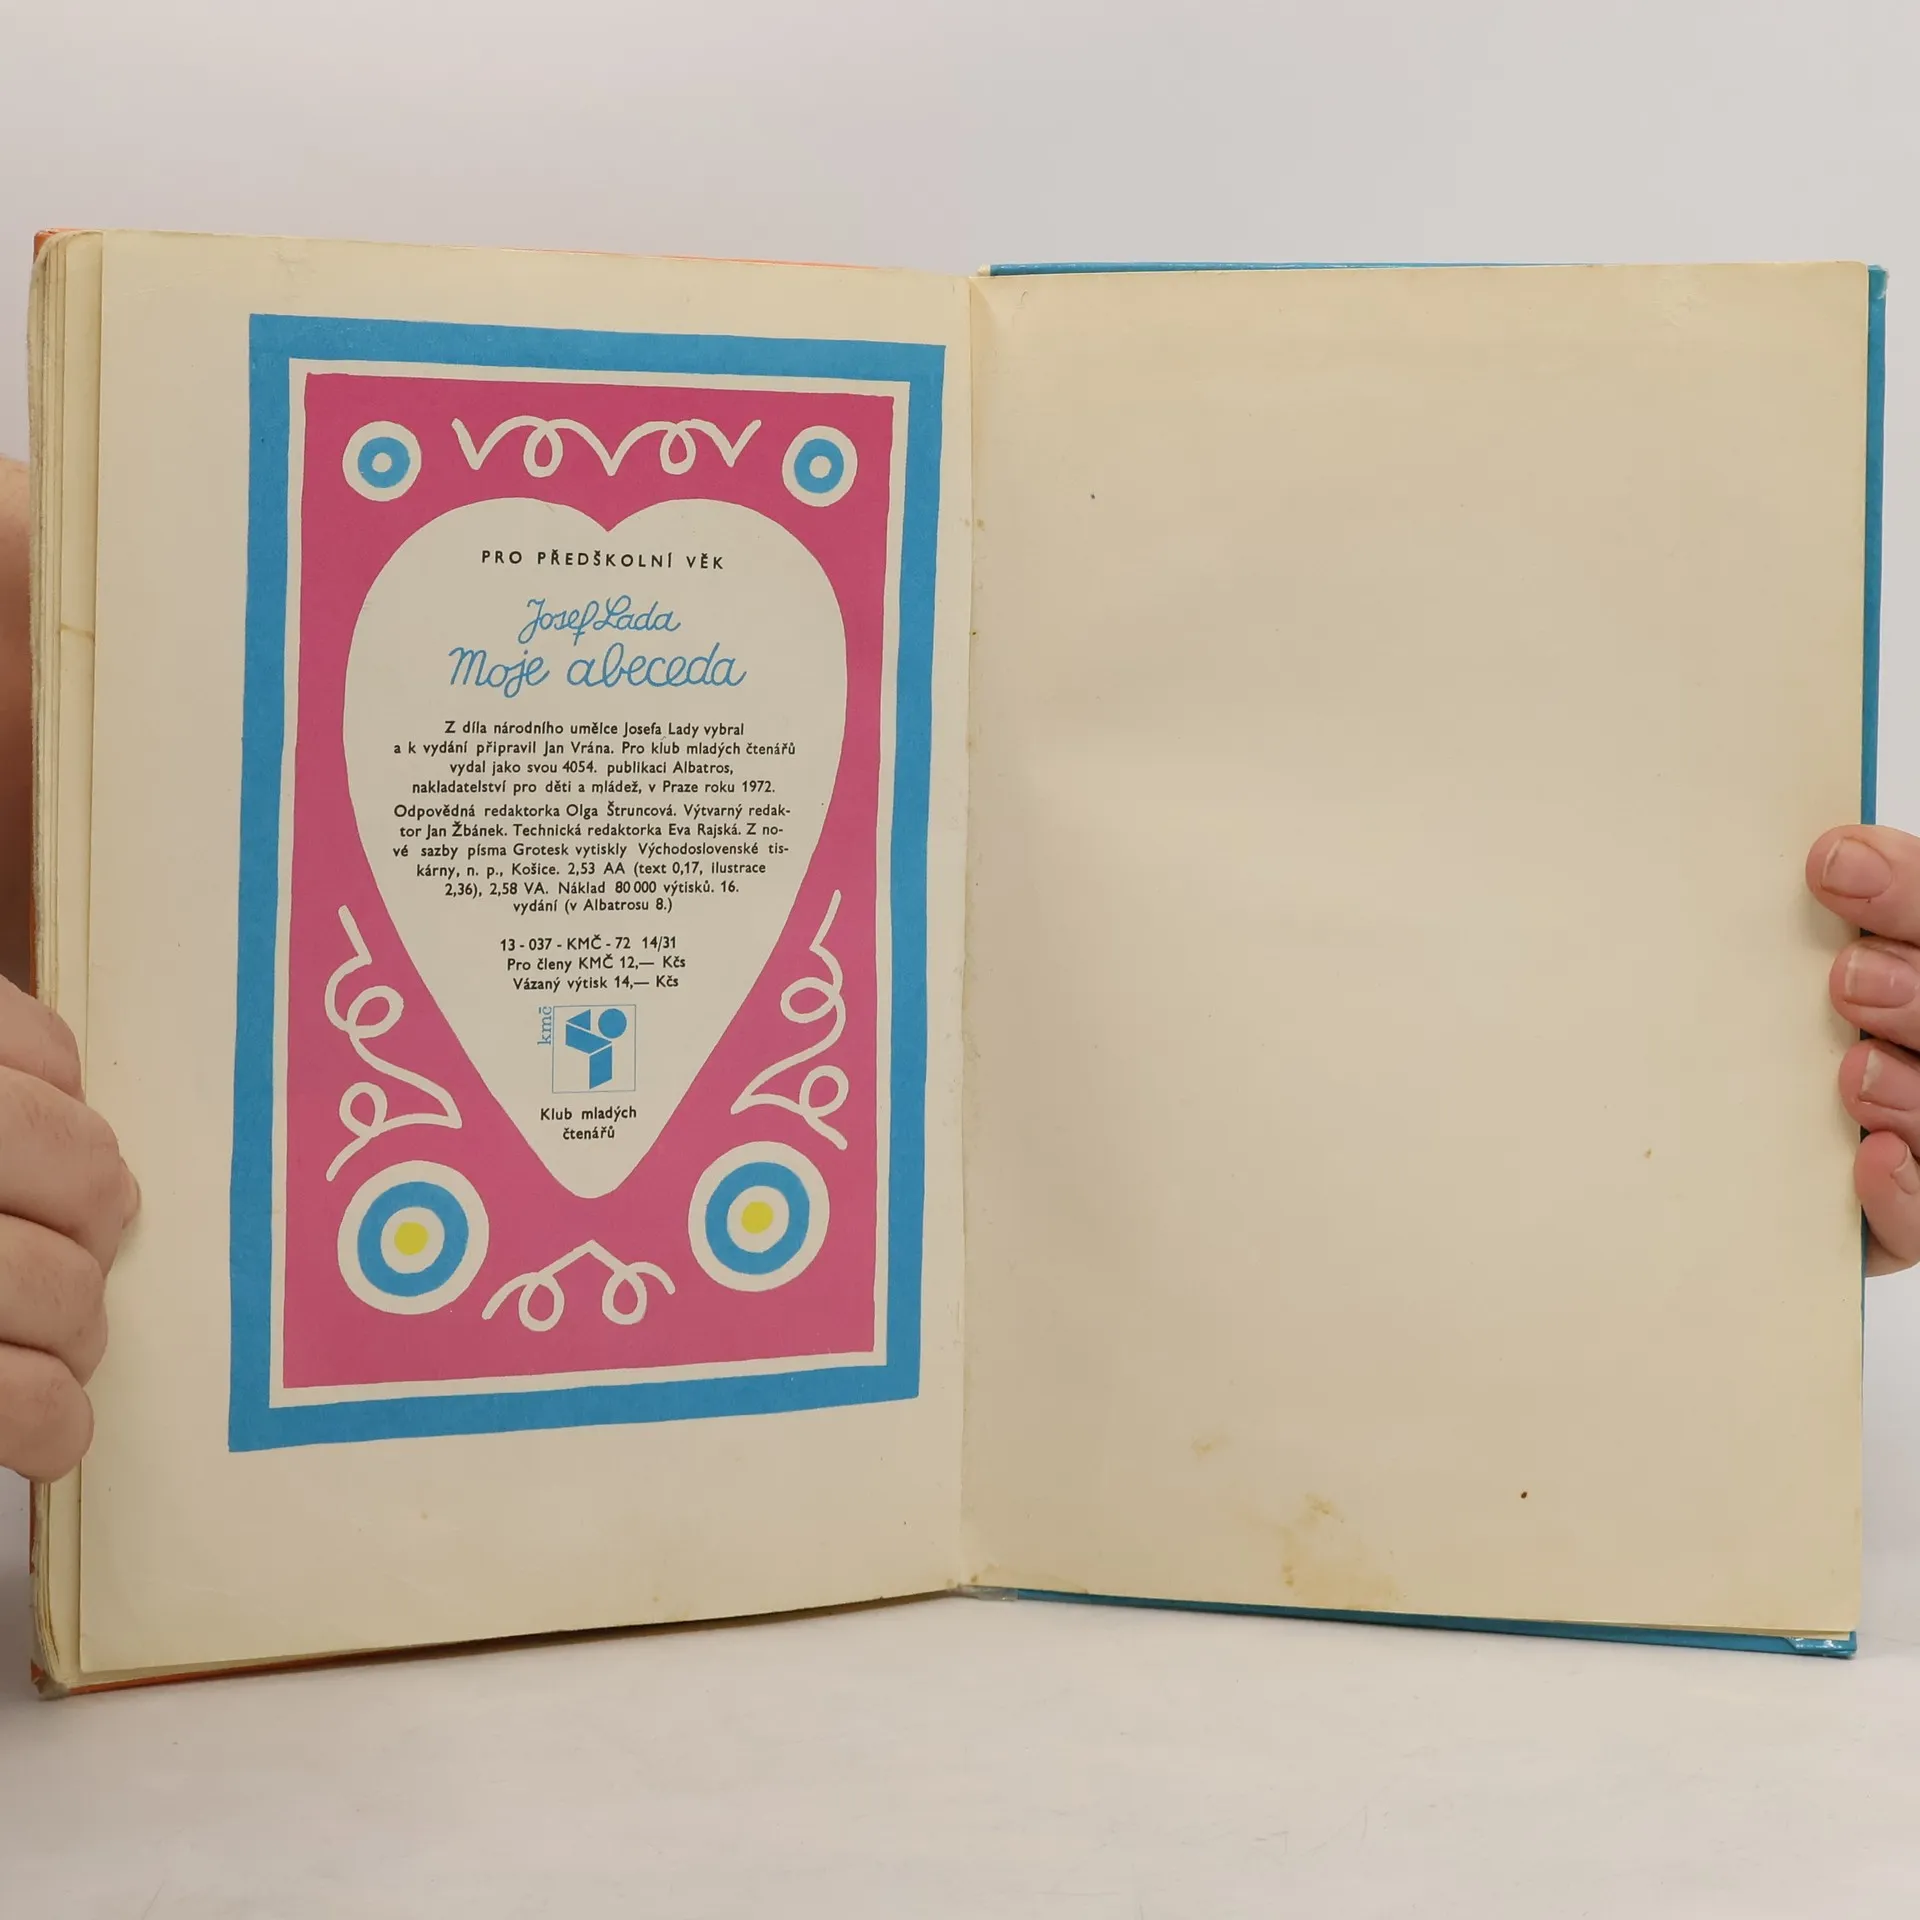 PRO PŘEDŠKOLNÍ VĚK
Josef Lada
Moje abeceda
Z díla národního umělce Josefa Lady vybral
a k vydání připravil Jan Vrána. Pro klub mladých čtenářů
vydal jako svou 4054. publikaci Albatros,
nakladatelství pro děti a mládež, v Praze roku 1972.
Odpovědná redaktorka Olga Štruncová. Výtvarný redak-
tor Jan Žbánek. Technická redaktorka Eva Rajská. Z no-
vé sazby písma Grotesk vytiskly Východoslovenské tis-
kárny, n. p., Košice. 2,53 AA (text 0,17, ilustrace
2,36), 2,58 VA. Náklad 80 000 výtisků. 16.
vydání (v Albatrosu 8.)
13 - 037 - KMČ - 72 14/31
Pro členy KMČ 12,— Kčs
Vázaný výtisk 14,— Kčs
kmč
Klub mladých
čtenářů